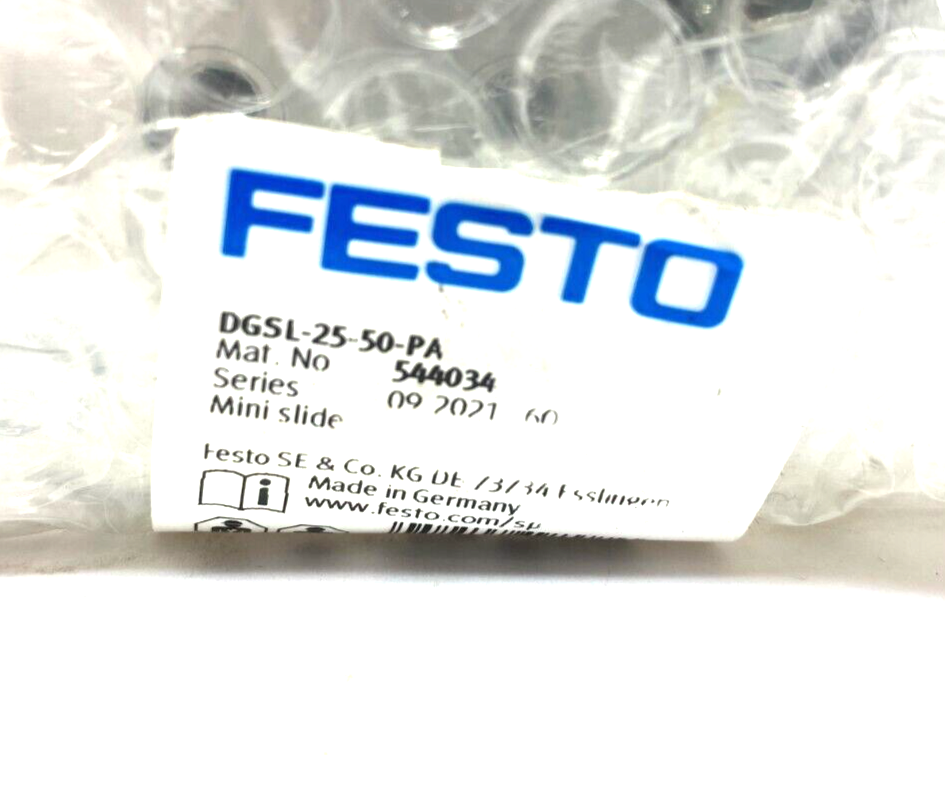 FESTO
DGSL-25-50-PA
Mat. No 544034
Series 09 2021
Mini slide
Festo SE & Co. KG DE 73734 Esslingen
Made in Germany
www.festo.com/sp